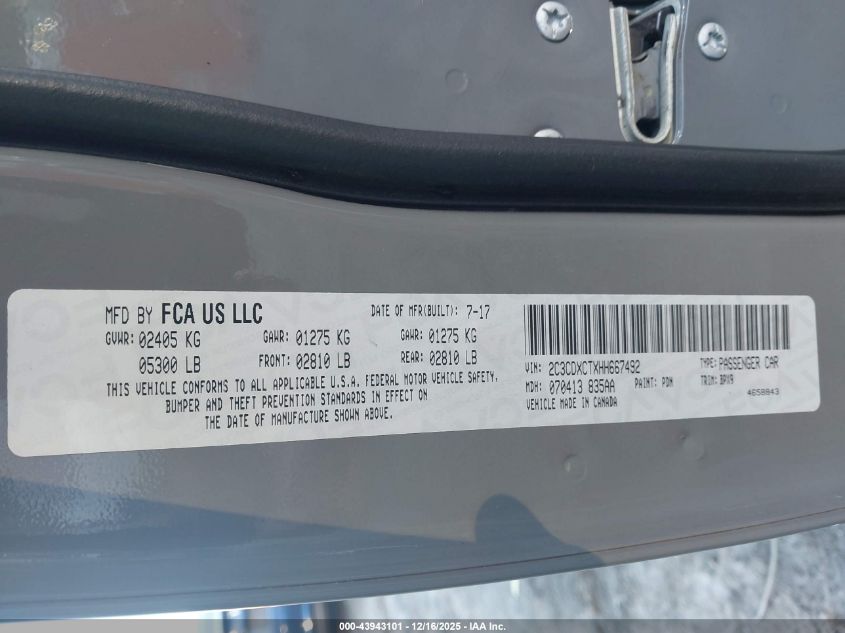 MFD BY FCA US LLC
DATE OF MFR(BUILT): 7-17
GVWR: 02405 KG GAWR: 01275 KG GAWR: 01275 KG
05300 LB FRONT: 02810 LB REAR: 02810 LB
THIS VEHICLE CONFORMS TO ALL APPLICABLE U.S.A. FEDERAL MOTOR VEHICLE SAFETY,
BUMPER AND THEFT PREVENTION STANDARDS IN EFFECT ON
THE DATE OF MANUFACTURE SHOWN ABOVE.
VIN: 2C3CDXCTXHH667492 TYPE: PASSENGER CAR
MDH: 070413 835AA PAINT: PDN TRIM: BPX9
VEHICLE MADE IN CANADA 4658843
000-43943101 - 12/16/2025 - IAA Inc.